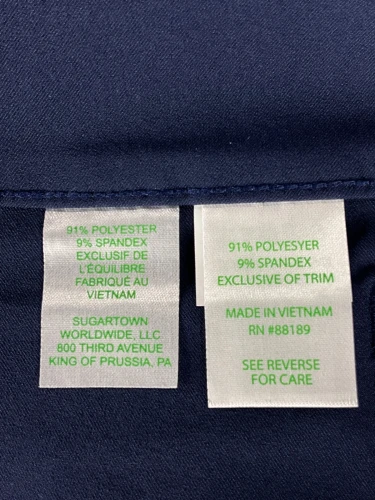 91% POLYESTER
9% SPANDEX
EXCLUSIF DE
L'ÉQUILIBRE
FABRIQUÉ AU
VIETNAM
SUGARTOWN
WORLDWIDE, LLC
800 THIRD AVENUE
KING OF PRUSSIA, PA
91% POLYESYER
9% SPANDEX
EXCLUSIVE OF TRIM
MADE IN VIETNAM
RN #88189
SEE REVERSE
FOR CARE